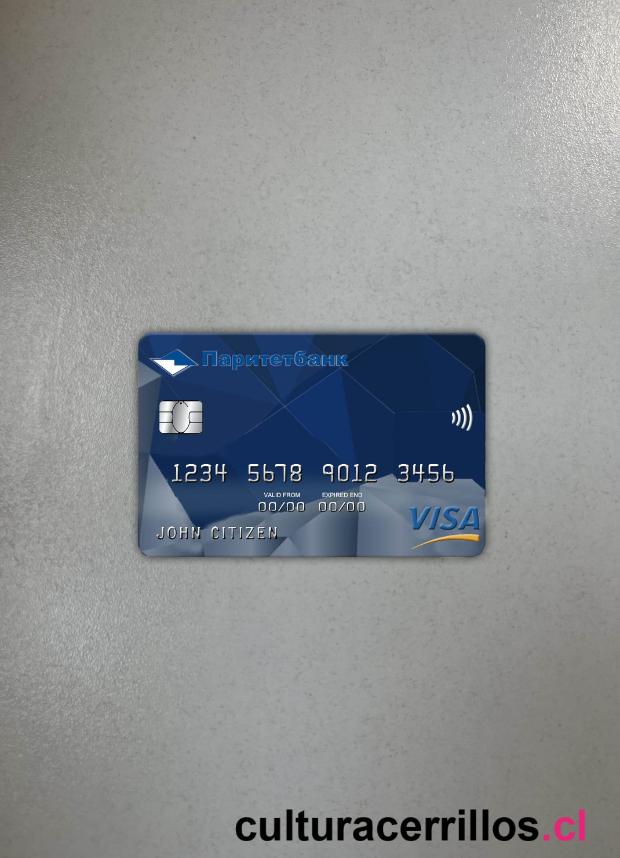 Паритетбанк
1234 5678 9012 3456
VALID FROM EXPIRED END
00/00 00/00
JOHN CITIZEN
VISA
culturacerrillos.cl